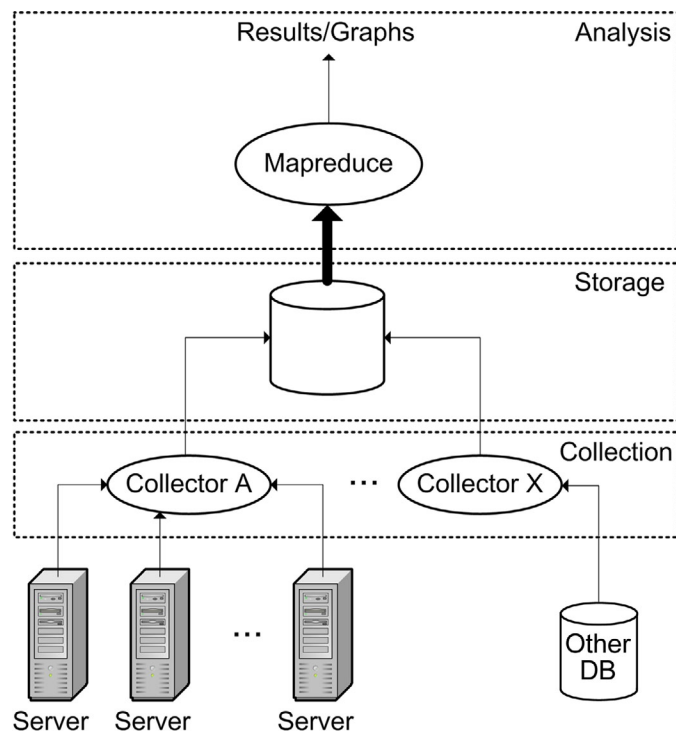 Results/Graphs
Analysis
Mapreduce
Storage
Collection
Collector A
...
Collector X
...
Other
DB
Server
Server
Server